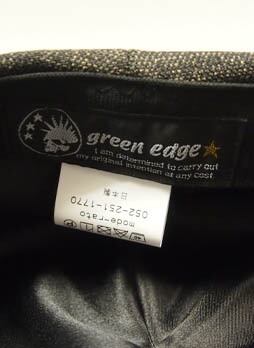 green edge
I am determined to carry out
my original intention at any cost.
mode-rato
052-251-1770
日本製